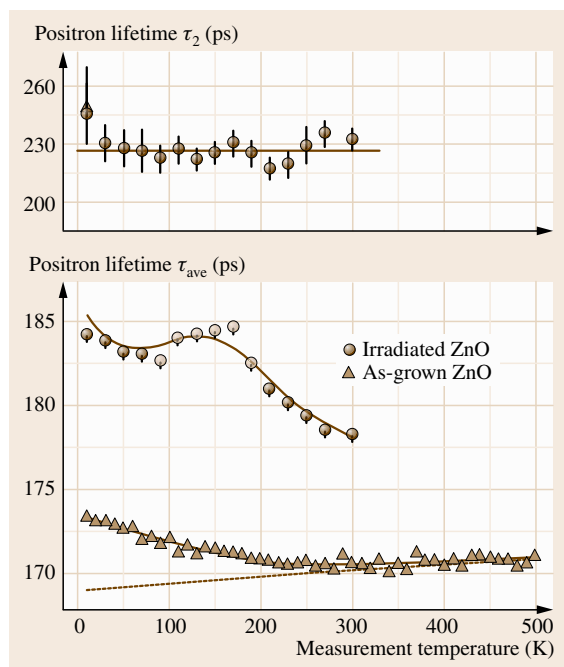 Positron lifetime τ2 (ps)
260
230
200
Positron lifetime τave (ps)
185
180
175
170
Irradiated ZnO
As-grown ZnO
0 100 200 300 400 500
Measurement temperature (K)